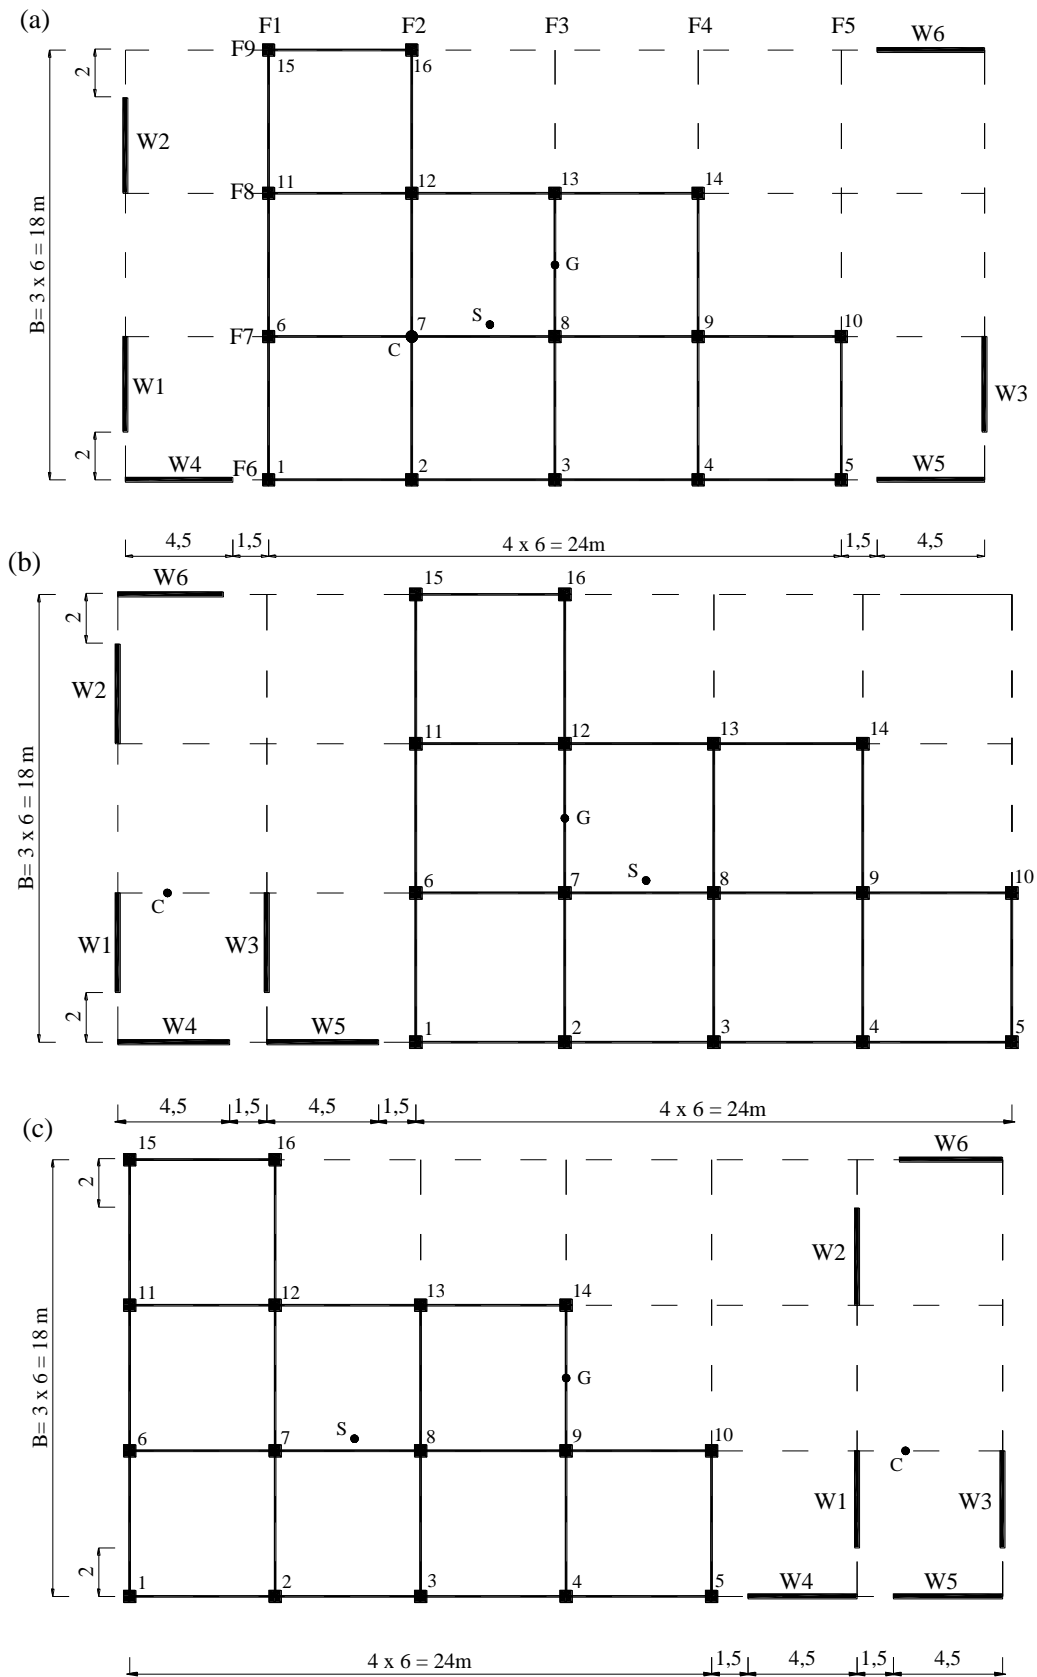 (a)
F1 F2 F3 F4 F5
F9 W6
15 16
2
W2
F8 11 12 13 14
G
B= 3 x 6 = 18 m
S
F7 6 7 8 9 10
C
W1 W3
2
W4 F6 1 2 3 4 5 W5
4,5 1,5 4 x 6 = 24m 1,5 4,5
(b)
W6 15 16
2
W2
11 12 13 14
B= 3 x 6 = 18 m
G
S
C 6 7 8 9 10
W1 W3
2
W4 W5 1 2 3 4 5
4,5 1,5 4,5 1,5 4 x 6 = 24m
(c)
15 16 W6
2
W2
11 12 13 14
B= 3 x 6 = 18 m
G
S
6 7 8 9 10
C
W1 W3
2
1 2 3 4 5 W4 W5
4 x 6 = 24m 1,5 4,5 1,5 4,5